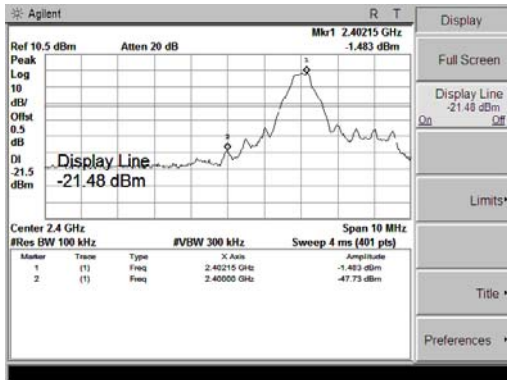 Agilent R T
Mkr1 2.40215 GHz
Ref 10.5 dBm Atten 20 dB -1.483 dBm
Peak
Log
10
dB/
Offst
0.5
dB
DI
-21.5
dBm
1
2
Display Line
-21.48 dBm
Center 2.4 GHz Span 10 MHz
#Res BW 100 kHz #VBW 300 kHz Sweep 4 ms (401 pts)
Marker Trace Type X Axis Amplitude
1 (1) Freq 2.40215 GHz -1.483 dBm
2 (1) Freq 2.40000 GHz -47.73 dBm
Display
Full Screen
Display Line
-21.48 dBm
On Off
Limits
Title
Preferences